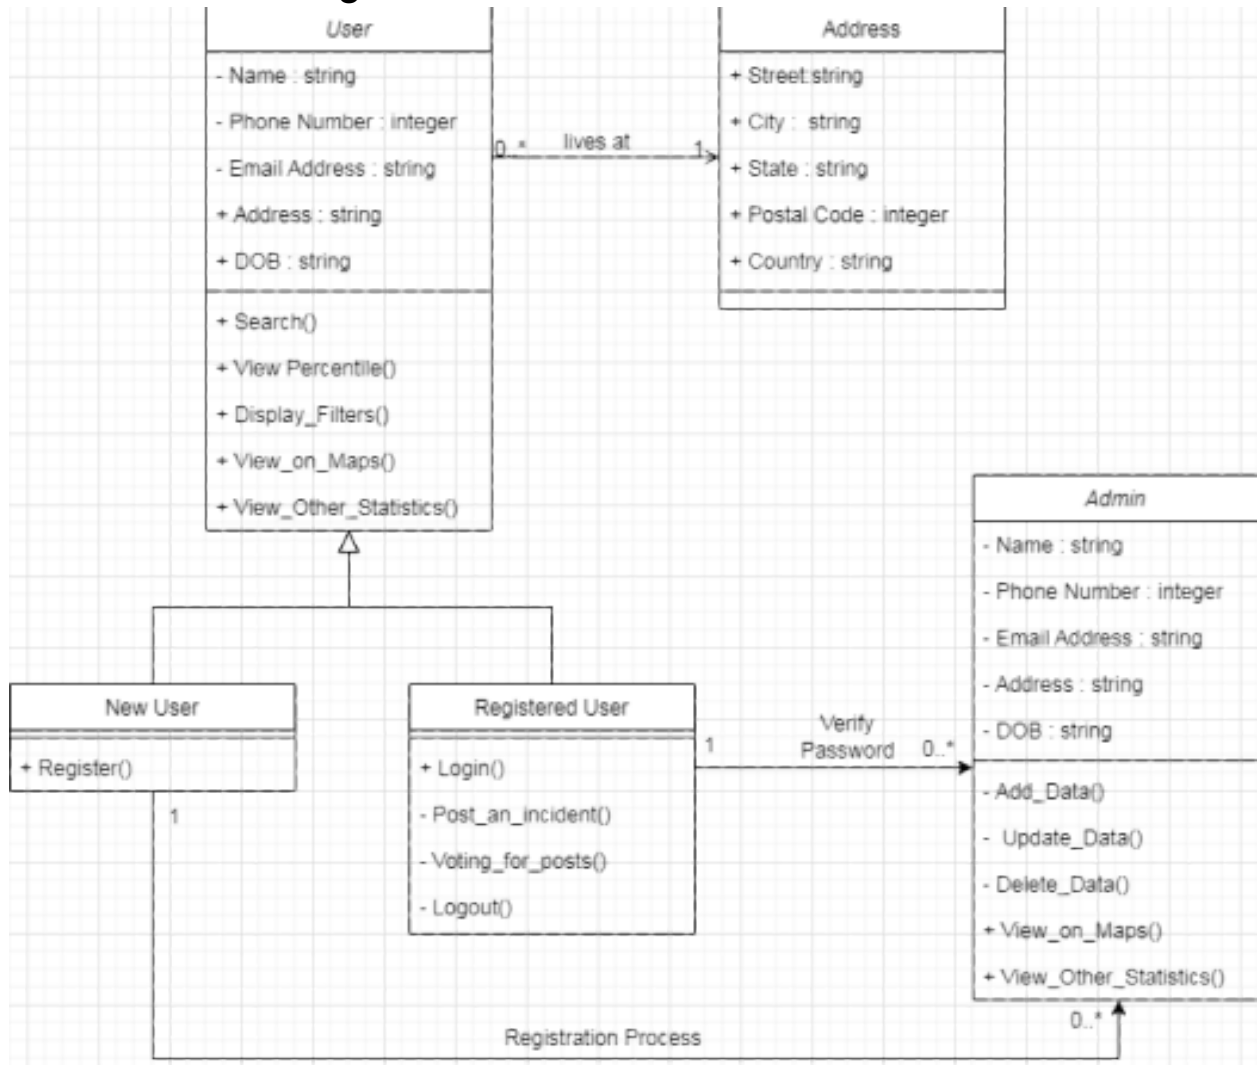 User
- Name : string
- Phone Number : integer
- Email Address : string
+ Address : string
+ DOB : string
+ Search()
+ View Percentile()
+ Display_Filters()
+ View_on_Maps()
+ View_Other_Statistics()
0..*
lives at
1
Address
+ Street:string
+ City : string
+ State : string
+ Postal Code : integer
+ Country : string
New User
+ Register()
1
Registered User
+ Login()
- Post_an_incident()
- Voting_for_posts()
- Logout()
1
Verify
Password
0..*
Admin
- Name : string
- Phone Number : integer
- Email Address : string
- Address : string
- DOB : string
- Add_Data()
- Update_Data()
- Delete_Data()
+ View_on_Maps()
+ View_Other_Statistics()
0..*
Registration Process